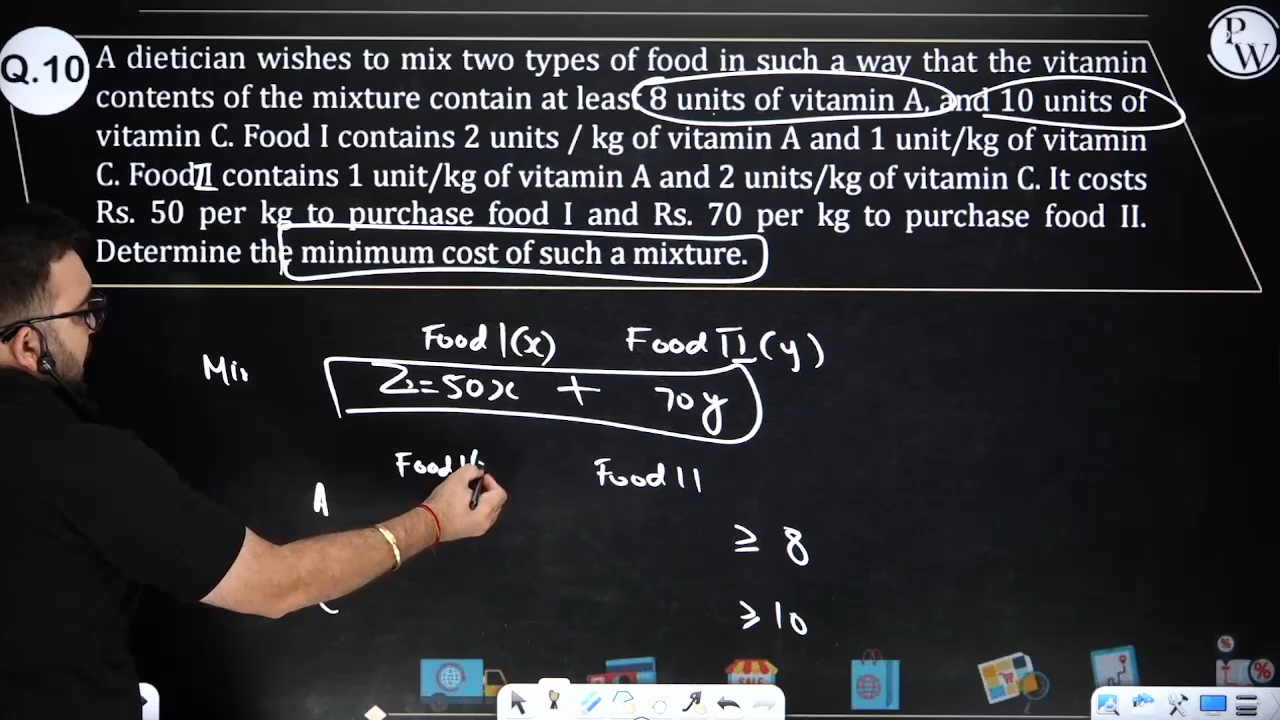 Q.10
A dietician wishes to mix two types of food in such a way that the vitamin
contents of the mixture contain at least 8 units of vitamin A, and 10 units of
vitamin C. Food I contains 2 units / kg of vitamin A and 1 unit/kg of vitamin
C. Food II contains 1 unit/kg of vitamin A and 2 units/kg of vitamin C. It costs
Rs. 50 per kg to purchase food I and Rs. 70 per kg to purchase food II.
Determine the minimum cost of such a mixture.
PW
Food I(x) Food II (y)
Min
Z=50x + 70y
Food Food II
A
≥ 8
C
≥ 10
SALE
%
%